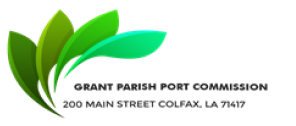 GRANT PARISH PORT COMMISSION
200 MAIN STREET COLFAX, LA 71417